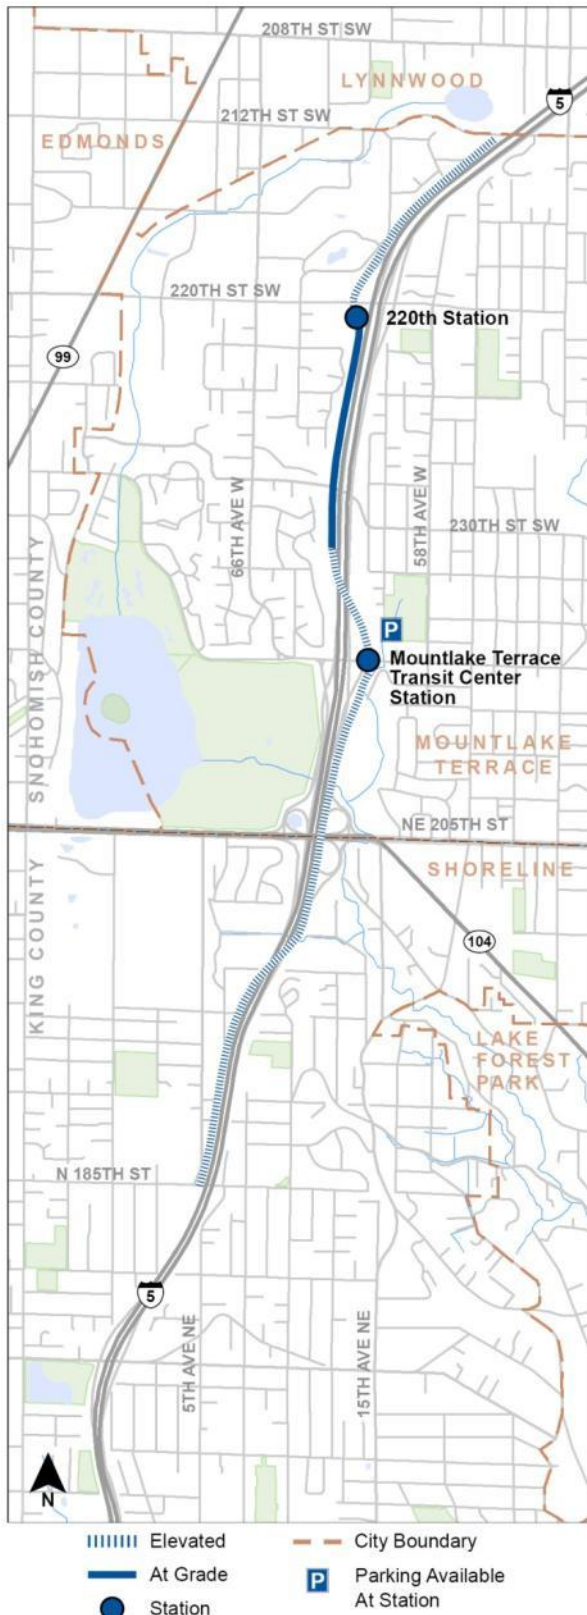 208TH ST SW
LYNNWOOD
5
212TH ST SW
EDMONDS
220TH ST SW
220th Station
99
66TH AVE W
58TH AVE W
230TH ST SW
SNOHOMISH COUNTY
P
Mountlake Terrace
Transit Center
Station
MOUNTLAKE
TERRACE
NE 205TH ST
SHORELINE
KING COUNTY
104
LAKE
FOREST
PARK
N 185TH ST
5
5TH AVE NE
15TH AVE NE
N
Elevated
City Boundary
At Grade
P
Parking Available
At Station
Station